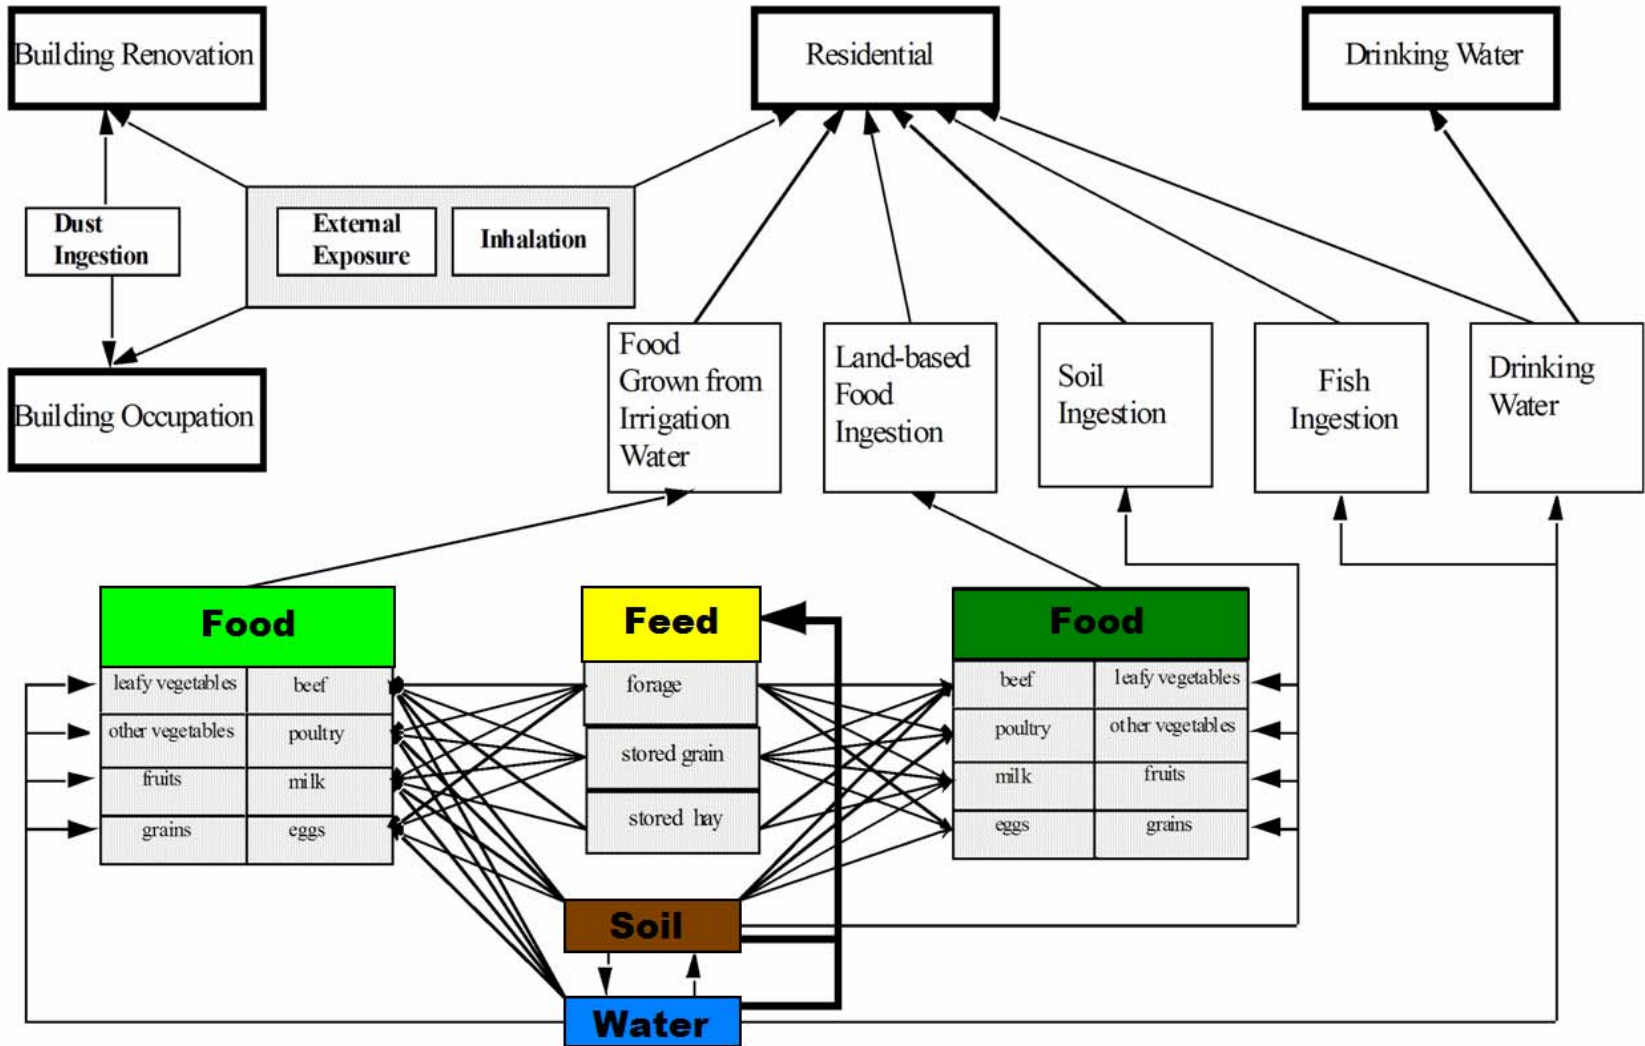 Building Renovation
Residential
Drinking Water
Dust
Ingestion
External
Exposure
Inhalation
Building Occupation
Food
Grown from
Irrigation
Water
Land-based
Food
Ingestion
Soil
Ingestion
Fish
Ingestion
Drinking
Water
Food
leafy vegetables
beef
other vegetables
poultry
fruits
milk
grains
eggs
Feed
forage
stored grain
stored hay
Food
beef
leafy vegetables
poultry
other vegetables
milk
fruits
eggs
grains
Soil
Water